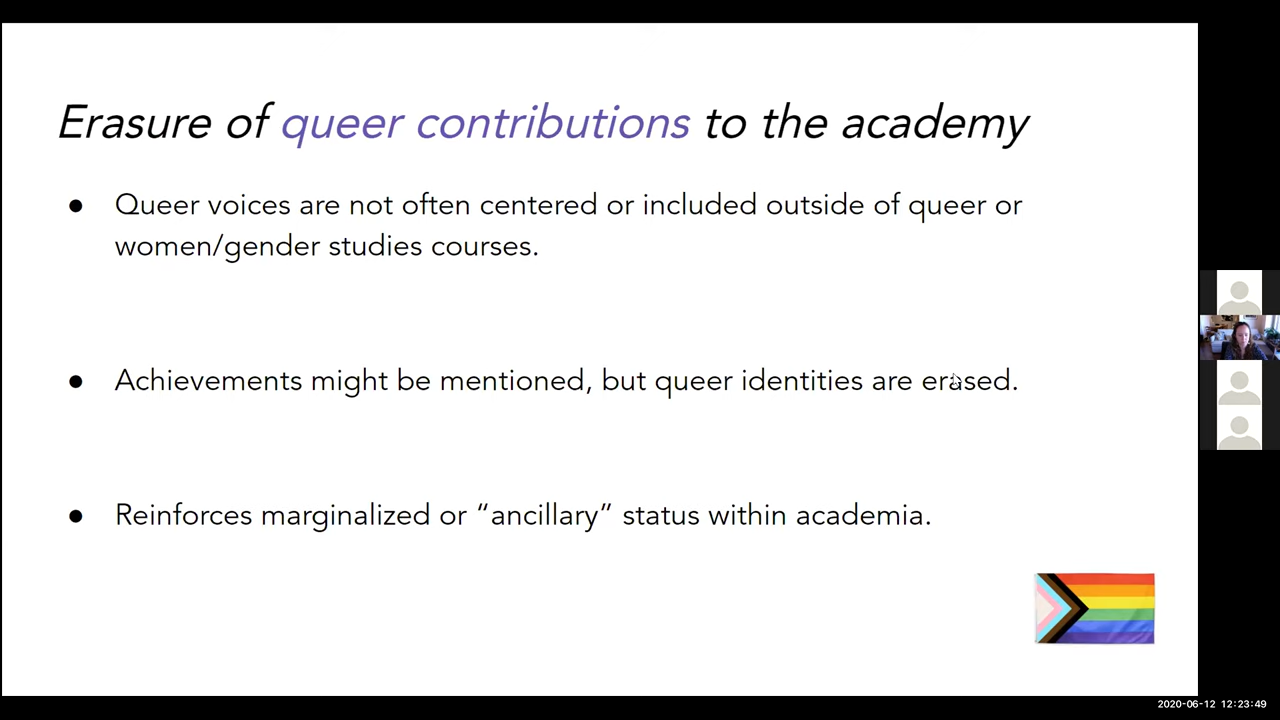 Erasure of queer contributions to the academy
● Queer voices are not often centered or included outside of queer or
women/gender studies courses.
● Achievements might be mentioned, but queer identities are erased.
● Reinforces marginalized or “ancillary” status within academia.
2020-06-12 12:23:49